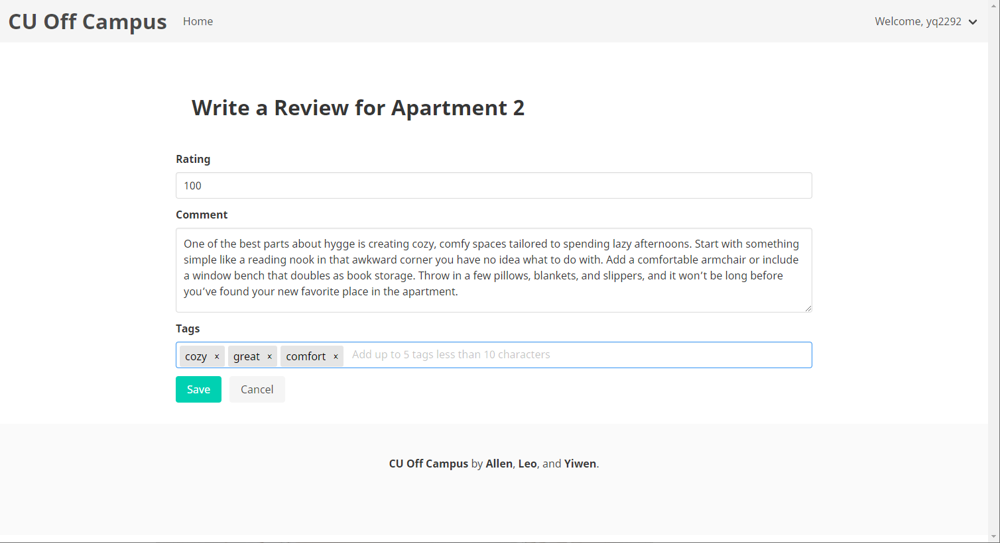 CU Off Campus Home Welcome, yq2292
Write a Review for Apartment 2
Rating
100
Comment
One of the best parts about hygge is creating cozy, comfy spaces tailored to spending lazy afternoons. Start with something
simple like a reading nook in that awkward corner you have no idea what to do with. Add a comfortable armchair or include
a window bench that doubles as book storage. Throw in a few pillows, blankets, and slippers, and it won’t be long before
you’ve found your new favorite place in the apartment.
Tags
cozy × great × comfort × Add up to 5 tags less than 10 characters
Save Cancel
CU Off Campus by Allen, Leo, and Yiwen.